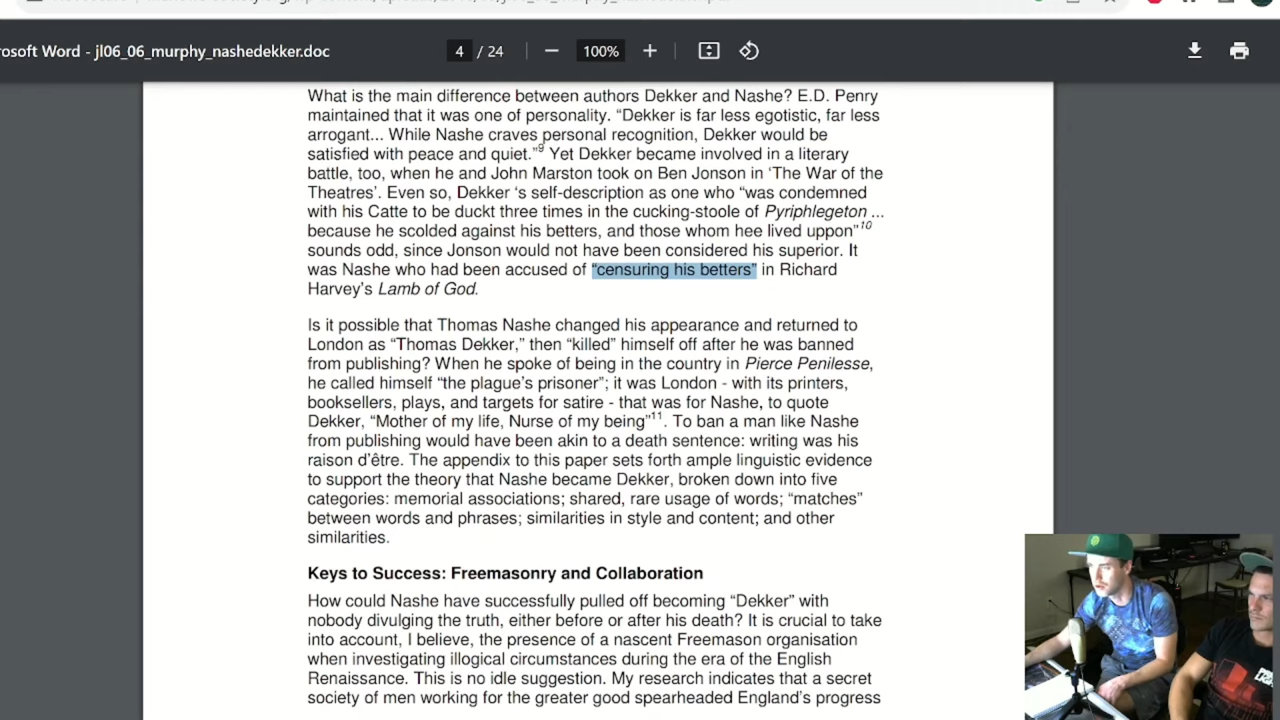 rosoft Word - jl06_06_murphy_nashedekker.doc
4 / 24
100%
What is the main difference between authors Dekker and Nashe? E.D. Penry
maintained that it was one of personality. “Dekker is far less egotistic, far less
arrogant... While Nashe craves personal recognition, Dekker would be
satisfied with peace and quiet.”9 Yet Dekker became involved in a literary
battle, too, when he and John Marston took on Ben Jonson in ‘The War of the
Theatres’. Even so, Dekker ‘s self-description as one who “was condemned
with his Catte to be duckt three times in the cucking-stoole of Pyriphlegeton ...
because he scolded against his betters, and those whom hee lived uppon”10
sounds odd, since Jonson would not have been considered his superior. It
was Nashe who had been accused of “censuring his betters” in Richard
Harvey’s Lamb of God.
Is it possible that Thomas Nashe changed his appearance and returned to
London as “Thomas Dekker,” then “killed” himself off after he was banned
from publishing? When he spoke of being in the country in Pierce Penilesse,
he called himself “the plague’s prisoner”; it was London - with its printers,
booksellers, plays, and targets for satire - that was for Nashe, to quote
Dekker, “Mother of my life, Nurse of my being”11. To ban a man like Nashe
from publishing would have been akin to a death sentence: writing was his
raison d’être. The appendix to this paper sets forth ample linguistic evidence
to support the theory that Nashe became Dekker, broken down into five
categories: memorial associations; shared, rare usage of words; “matches”
between words and phrases; similarities in style and content; and other
similarities.
Keys to Success: Freemasonry and Collaboration
How could Nashe have successfully pulled off becoming “Dekker” with
nobody divulging the truth, either before or after his death? It is crucial to take
into account, I believe, the presence of a nascent Freemason organisation
when investigating illogical circumstances during the era of the English
Renaissance. This is no idle suggestion. My research indicates that a secret
society of men working for the greater good spearheaded England’s progress